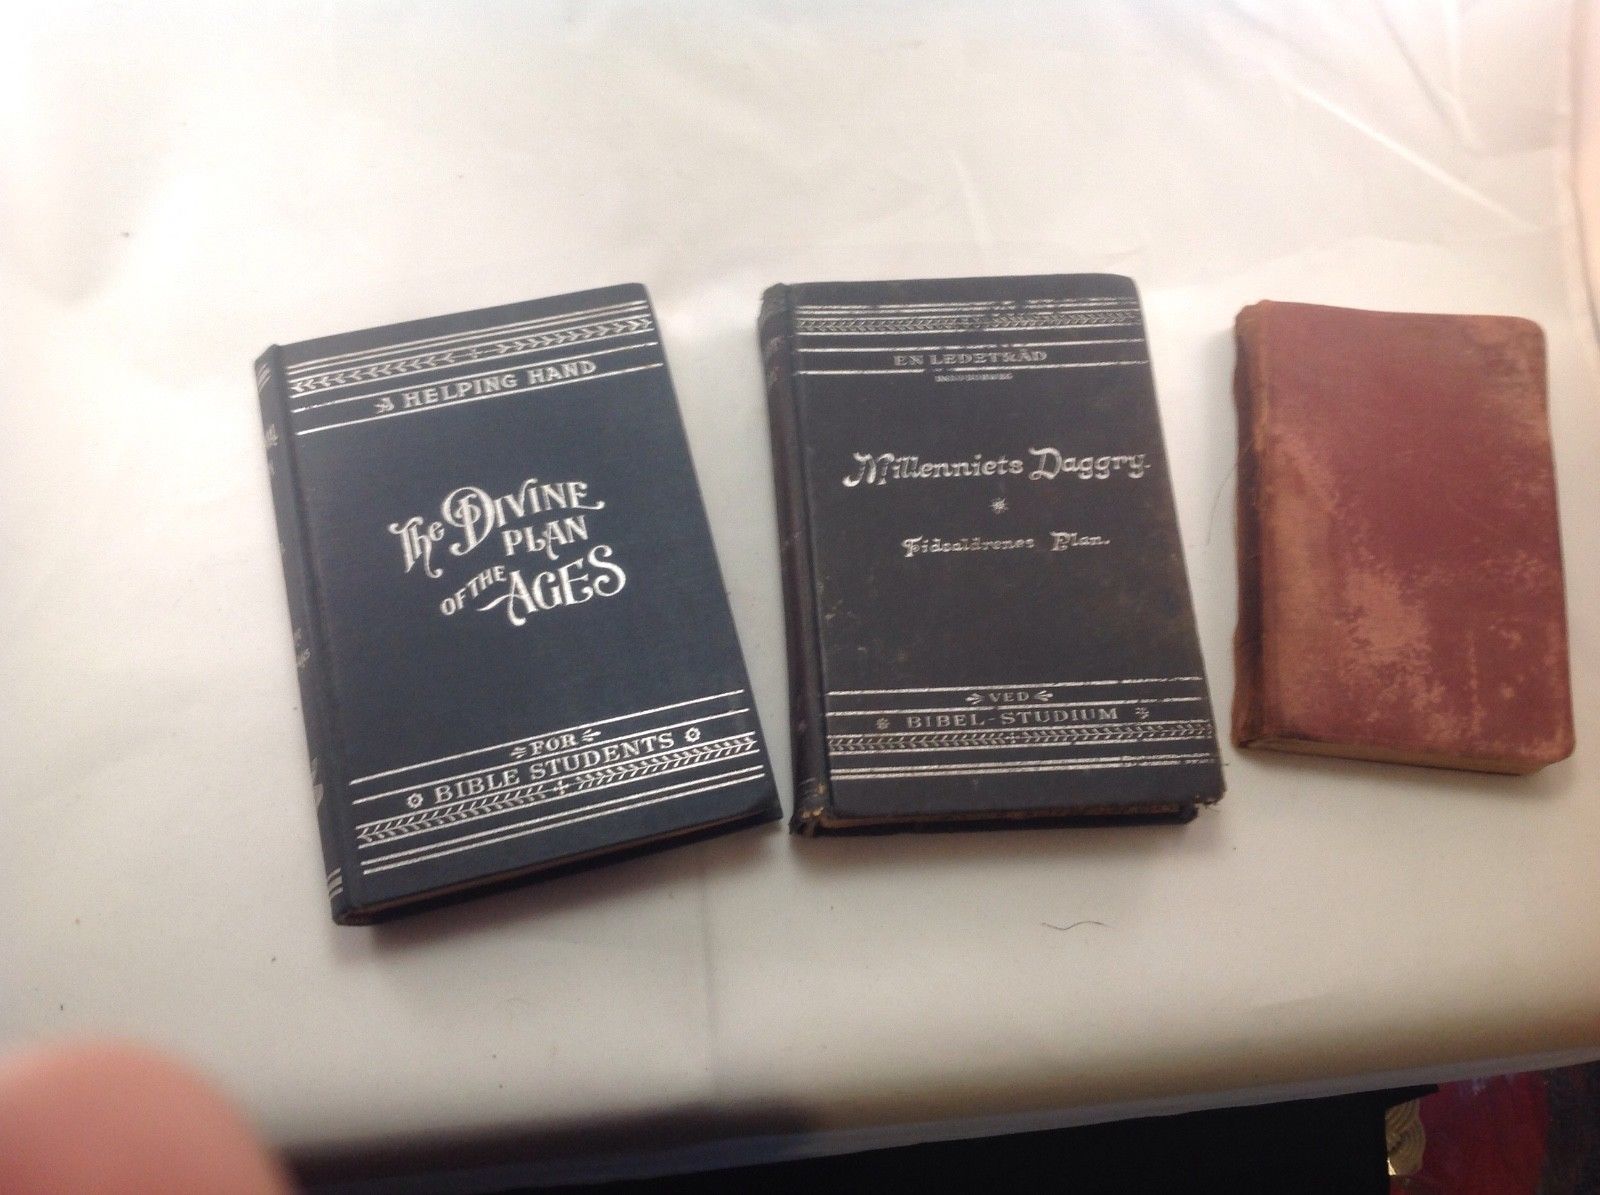 A HELPING HAND
The DIVINE
PLAN
OF THE AGES
FOR
BIBLE STUDENTS
EN LEDETRÅD
Millenniets Daggry.
Tidsaldrenes Plan.
VED
BIBEL-STUDIUM